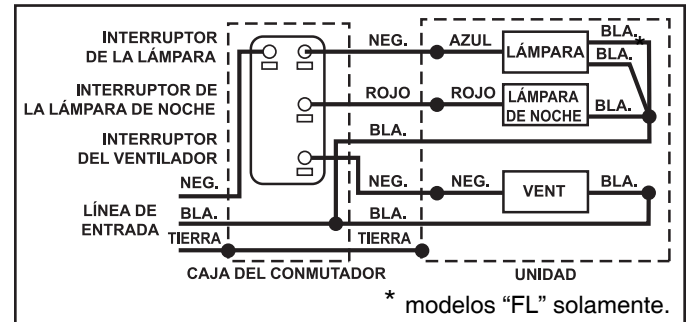 INTERRUPTOR
DE LA LÁMPARA
INTERRUPTOR DE
LA LÁMPARA DE NOCHE
INTERRUPTOR
DEL VENTILADOR
NEG.
LÍNEA DE
ENTRADA
BLA.
TIERRA
CAJA DEL CONMUTADOR
NEG.
ROJO
BLA.
NEG.
BLA.
TIERRA
AZUL
LÁMPARA
BLA.*
BLA.
ROJO
LÁMPARA
DE NOCHE
BLA.
NEG.
VENT
BLA.
UNIDAD
* modelos “FL” solamente.